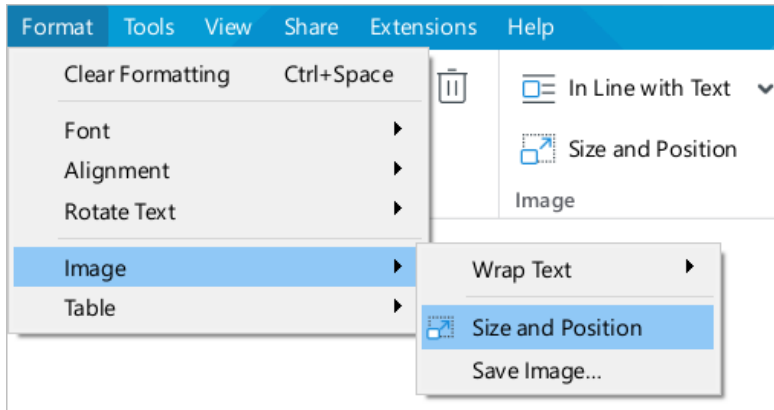 Format Tools View Share Extensions Help
Clear Formatting Ctrl+Space
In Line with Text
Font
Size and Position
Alignment
Rotate Text
Image
Image
Wrap Text
Table
Size and Position
Save Image...